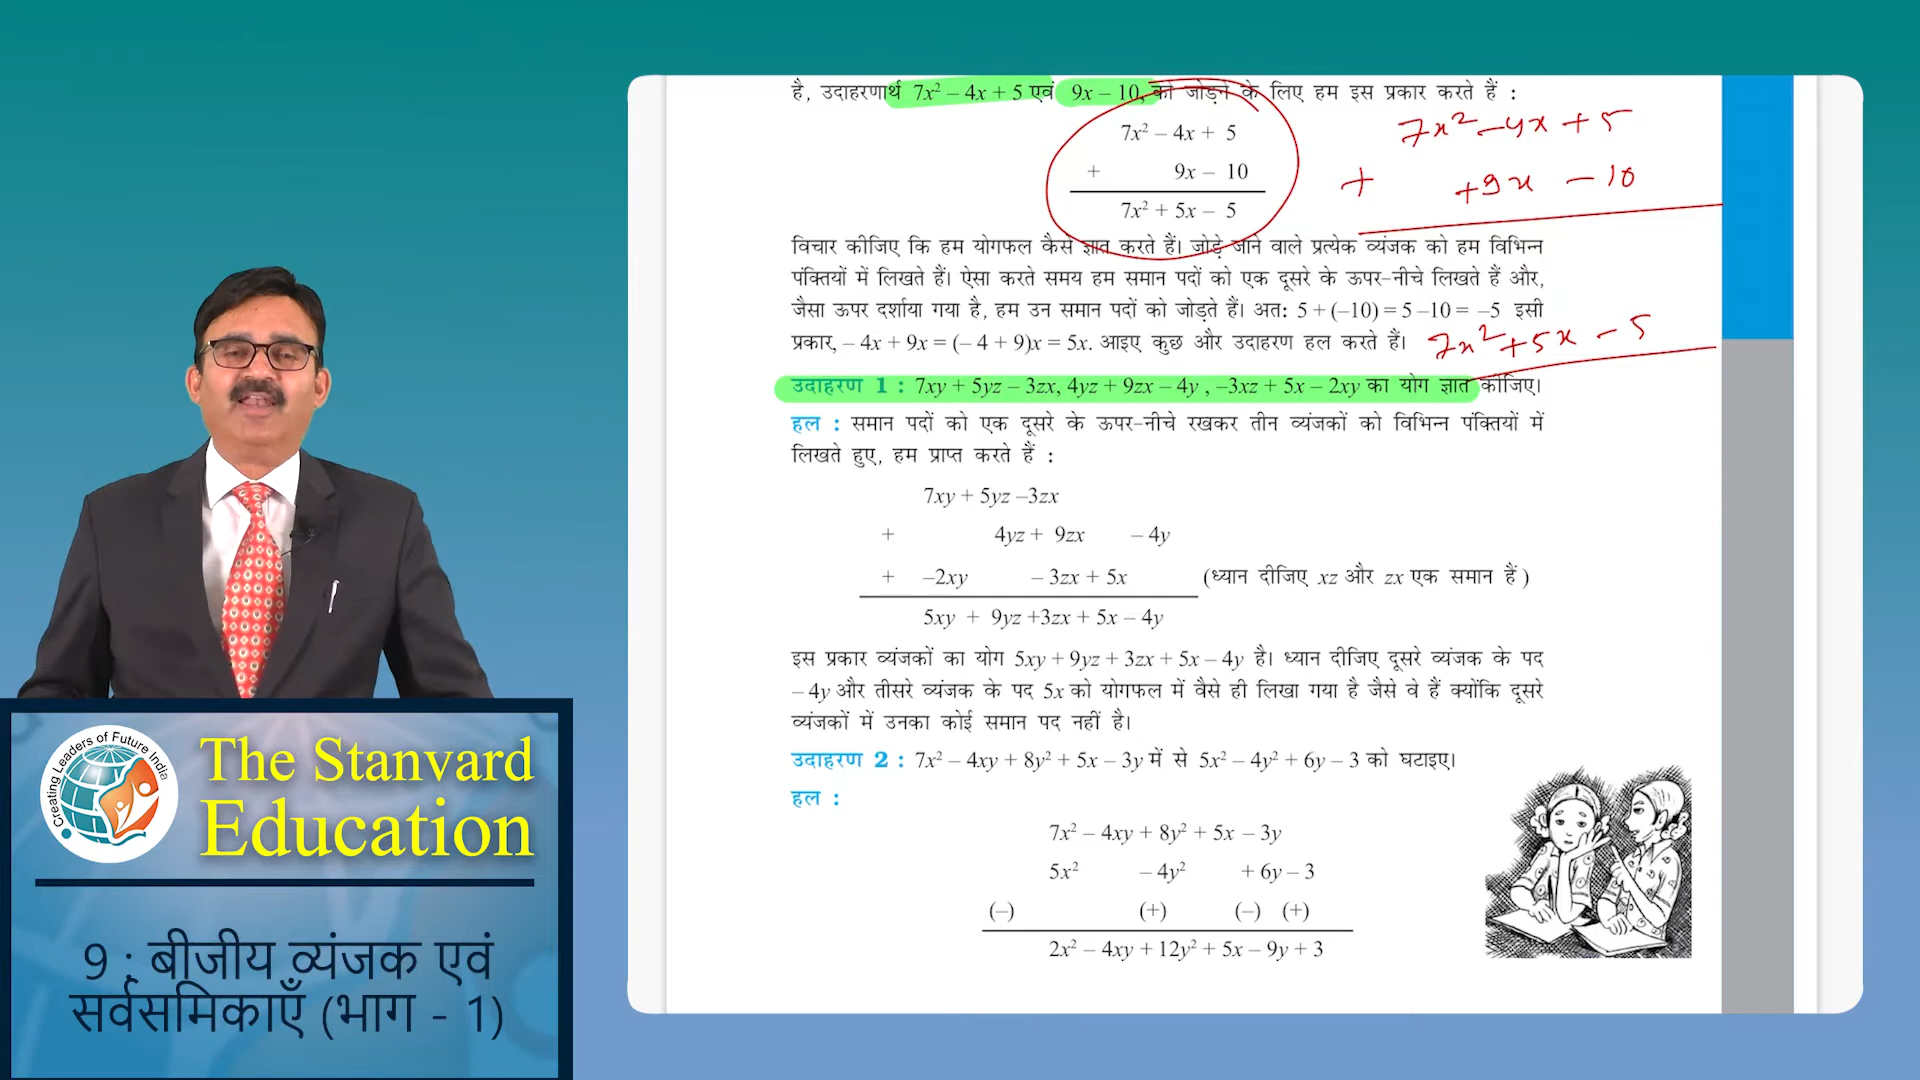 है, उदाहरणार्थ 7x² – 4x + 5 एवं 9x – 10, को जोड़ने के लिए हम इस प्रकार करते हैं :
7x² – 4x + 5
+ 9x – 10
7x² + 5x – 5
7x² – 4x + 5
+ +9x – 10
7x² + 5x – 5
विचार कीजिए कि हम योगफल कैसे ज्ञात करते हैं। जोड़े जाने वाले प्रत्येक व्यंजक को हम विभिन्न
पंक्तियों में लिखते हैं। ऐसा करते समय हम समान पदों को एक दूसरे के ऊपर-नीचे लिखते हैं और,
जैसा ऊपर दर्शाया गया है, हम उन समान पदों को जोड़ते हैं। अत: 5 + (–10) = 5 –10 = –5 इसी
प्रकार, – 4x + 9x = (– 4 + 9)x = 5x. आइए कुछ और उदाहरण हल करते हैं।
उदाहरण 1 : 7xy + 5yz – 3zx, 4yz + 9zx – 4y , –3xz + 5x – 2xy का योग ज्ञात कीजिए।
हल : समान पदों को एक दूसरे के ऊपर-नीचे रखकर तीन व्यंजकों को विभिन्न पंक्तियों में
लिखते हुए, हम प्राप्त करते हैं :
7xy + 5yz –3zx
+ 4yz + 9zx – 4y
+ –2xy – 3zx + 5x (ध्यान दीजिए xz और zx एक समान हैं )
5xy + 9yz +3zx + 5x – 4y
इस प्रकार व्यंजकों का योग 5xy + 9yz + 3zx + 5x – 4y है। ध्यान दीजिए दूसरे व्यंजक के पद
– 4y और तीसरे व्यंजक के पद 5x को योगफल में वैसे ही लिखा गया है जैसे वे हैं क्योंकि दूसरे
व्यंजकों में उनका कोई समान पद नहीं है।
उदाहरण 2 : 7x² – 4xy + 8y² + 5x – 3y में से 5x² – 4y² + 6y – 3 को घटाइए।
हल :
7x² – 4xy + 8y² + 5x – 3y
5x² – 4y² + 6y – 3
(–) (+) (–) (+)
2x² – 4xy + 12y² + 5x – 9y + 3
Creating Leaders of Future India
The Stanvard
Education
9 : बीजीय व्यंजक एवं
सर्वसमिकाएँ (भाग - 1)